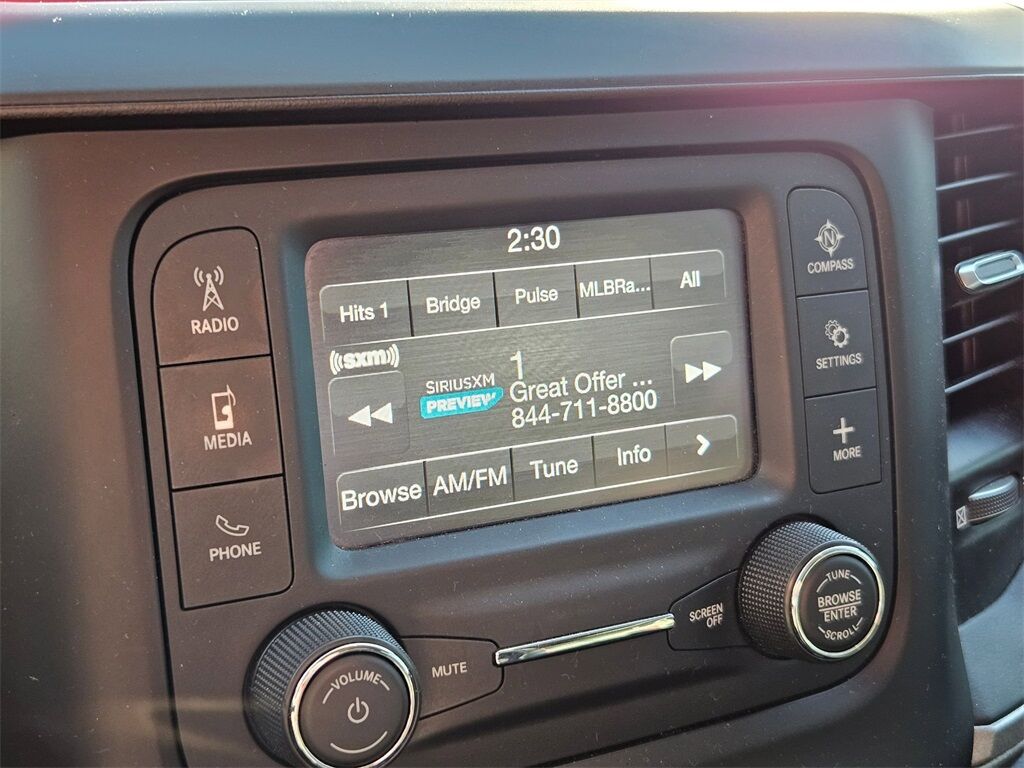 2:30
Hits 1 Bridge Pulse MLBRa... All
((sxm))
1
SIRIUSXM
PREVIEW
Great Offer ...
844-711-8800
Browse AM/FM Tune Info >
RADIO
MEDIA
PHONE
N
COMPASS
SETTINGS
+
MORE
VOLUME
MUTE
SCREEN
OFF
TUNE
BROWSE
ENTER
SCROLL